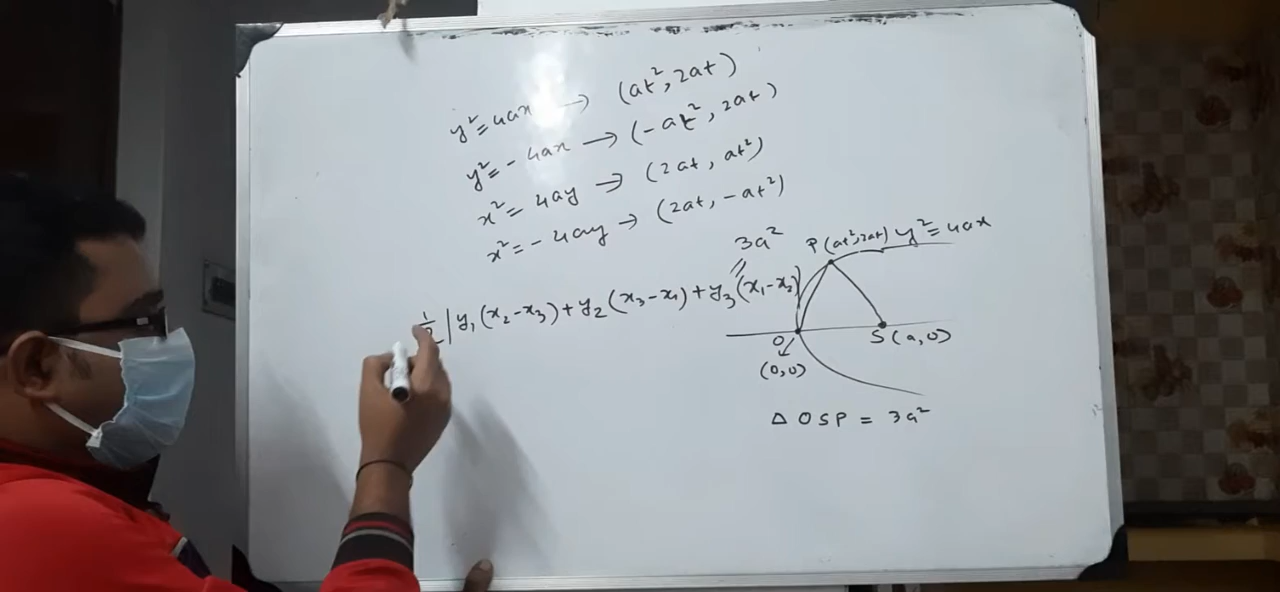 y²=4ax → (at², 2at)
y²=-4ax → (-at², 2at)
x²=4ay → (2at, at²)
x²=-4ay → (2at, -at²)
3a²
P(at²,2at) y²=4ax
1/2|y₁(x₂-x₃)+y₂(x₃-x₁)+y₃(x₁-x₂)
O S(a,0)
(0,0)
Δ OSP = 3a²